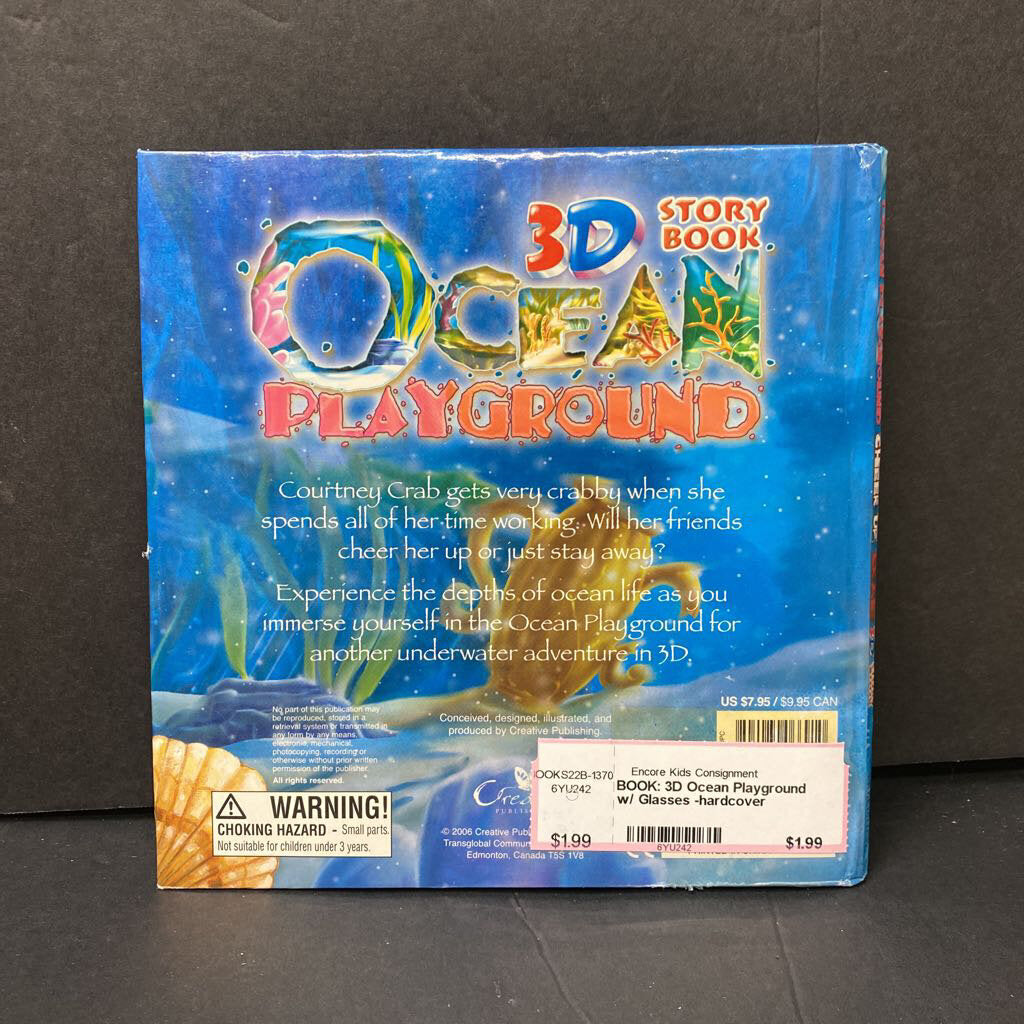 3D STORY
BOOK
OCEAN
PLAYGROUND
Courtney Crab gets very crabby when she
spends all of her time working. Will her friends
cheer her up or just stay away?
Experience the depths of ocean life as you
immerse yourself in the Ocean Playground for
another underwater adventure in 3D.
No part of this publication may
be reproduced, stored in a
retrieval system or transmitted in
any form by any means,
electronic, mechanical,
photocopying, recording or
otherwise without prior written
permission of the publisher.
All rights reserved.
WARNING!
CHOKING HAZARD - Small parts.
Not suitable for children under 3 years.
Conceived, designed, illustrated, and
produced by Creative Publishing.
© 2006 Creative
Transglobal
Edmonton, Canada T5S 1V8
US $7.95 / $9.95 CAN
OOKS22B-1370
6YU242
$1.99
Encore Kids Consignment
BOOK: 3D Ocean Playground
w/ Glasses -hardcover
6YU242
$1.99
CHEER UP